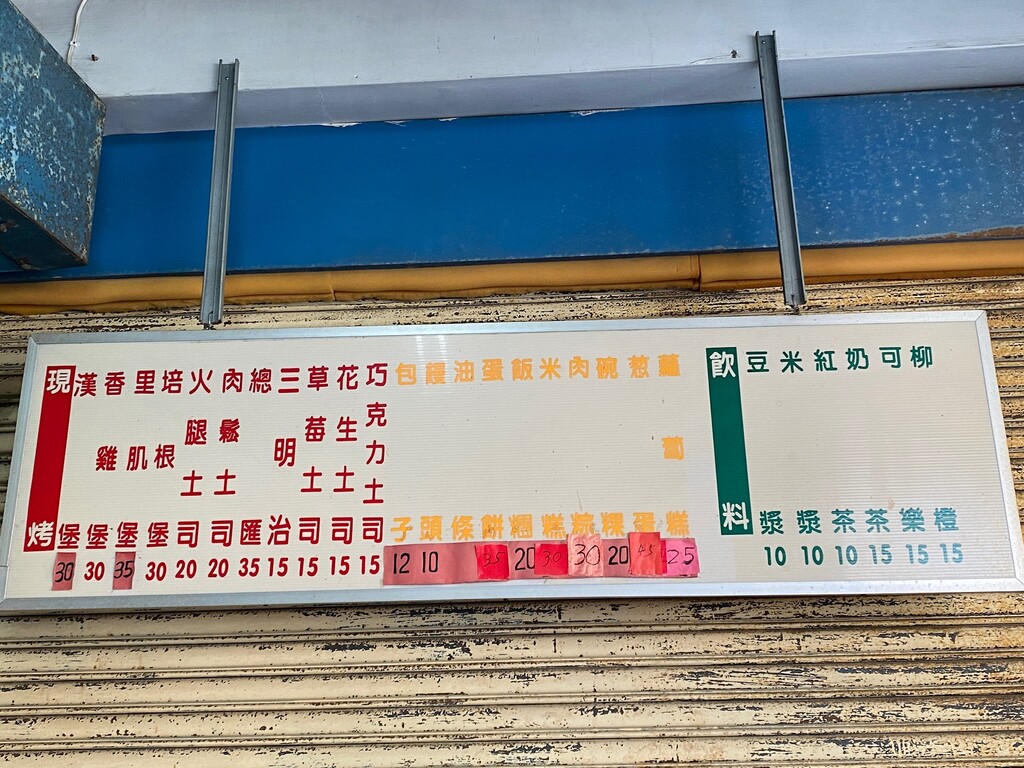 現烤
漢堡 30
香雞堡 30
里肌堡 35
培根堡 30
火腿土司 20
肉鬆土司 20
總匯 35
三明治 15
草莓土司 15
花生土司 15
巧克力土司 15
包子 12
饅頭 10
油條
蛋餅 35
飯糰 20
米糕 30
肉 30
碗粿 20
葱蛋 45
蘿蔔糕 25
飲料
豆漿 10
米漿 10
紅茶 10
奶茶 15
可樂 15
柳橙 15